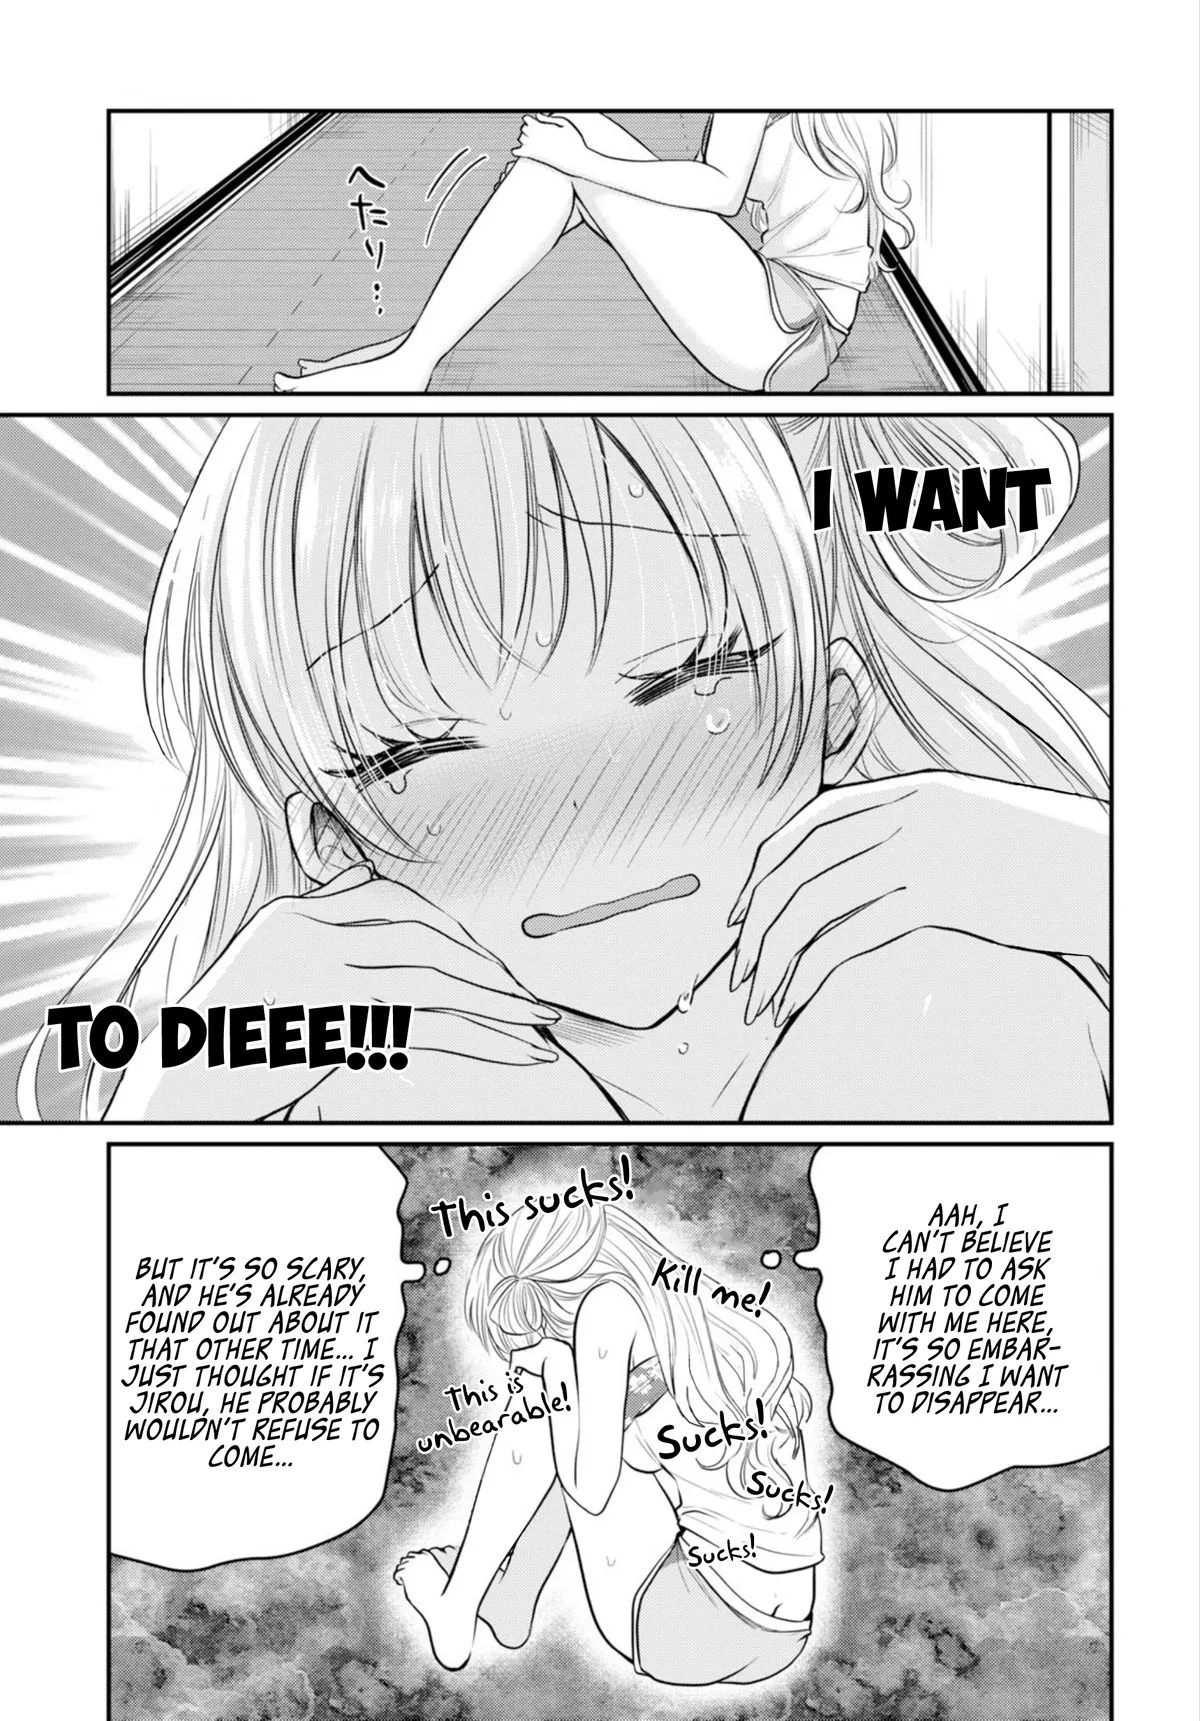 へたり…
I WANT
TO DIEEE!!!
AAH, I
CAN'T BELIEVE
I HAD TO ASK
HIM TO COME
WITH ME HERE,
IT'S SO EMBAR-
RASSING I WANT
TO DISAPPEAR...
This sucks!
Kill me!
This is
unbearable!
Sucks!
Sucks!
Sucks!
BUT IT'S SO SCARY,
AND HE'S ALREADY
FOUND OUT ABOUT IT
THAT OTHER TIME... I
JUST THOUGHT IF IT'S
JIROU, HE PROBABLY
WOULDN'T REFUSE TO
COME...